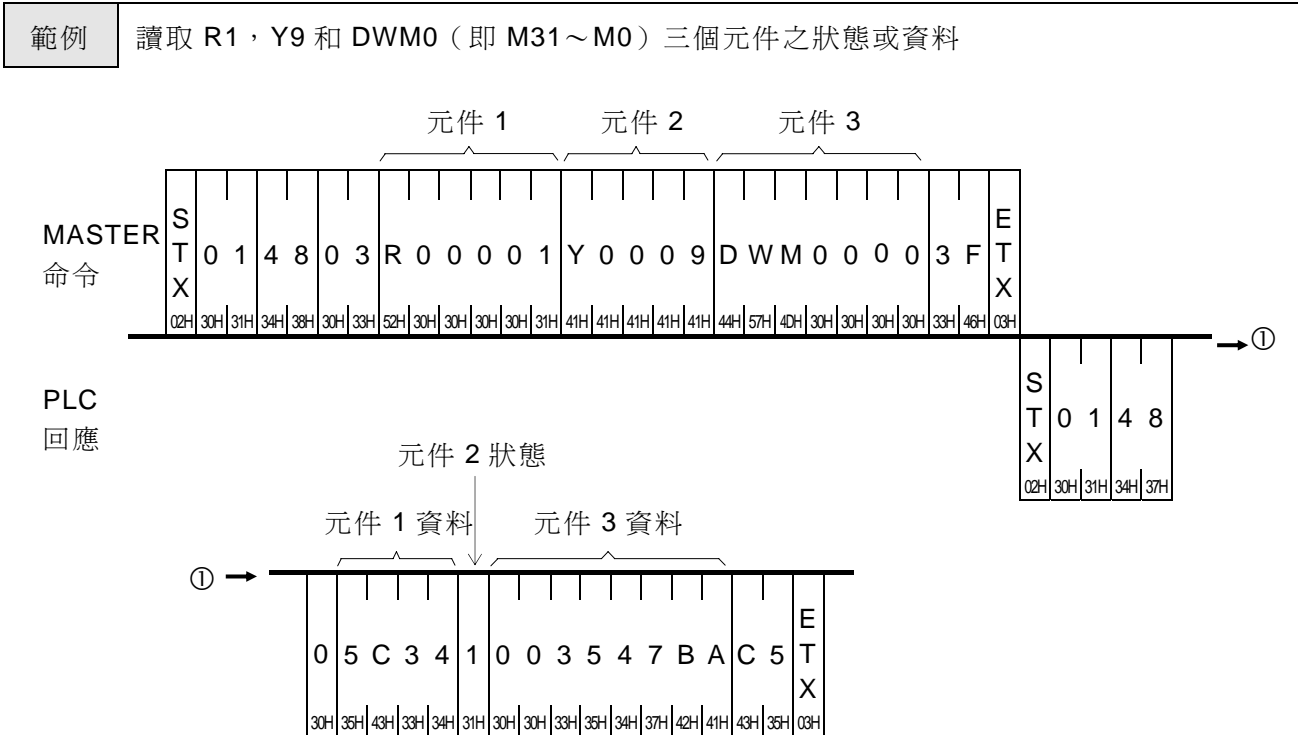 範例 讀取 R1，Y9 和 DWM0（即 M31～M0）三個元件之狀態或資料
元件 1 元件 2 元件 3
MASTER 命令
STX 0 1 4 8 0 3 R 0 0 0 0 1 Y 0 0 0 9 D W M 0 0 0 0 3 F ETX
02H 30H 31H 34H 38H 30H 33H 52H 30H 30H 30H 30H 31H 41H 41H 41H 41H 41H 44H 57H 4DH 30H 30H 30H 30H 33H 46H 03H
→①
PLC 回應
STX 0 1 4 8
02H 30H 31H 34H 37H
元件 2 狀態
元件 1 資料 元件 3 資料
① →
0 5 C 3 4 1 0 0 3 5 4 7 B A C 5 ETX
30H 35H 43H 33H 34H 31H 30H 30H 33H 35H 34H 37H 42H 41H 43H 35H 03H